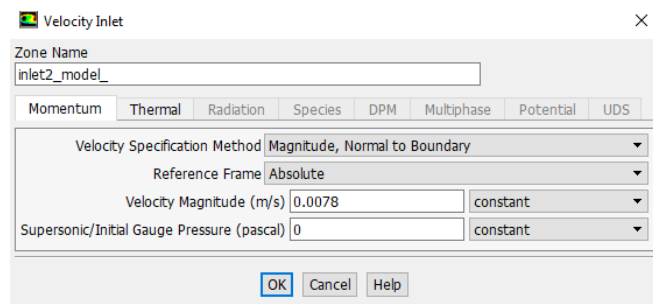 Velocity Inlet
Zone Name
inlet2_model_
Momentum Thermal Radiation Species DPM Multiphase Potential UDS
Velocity Specification Method Magnitude, Normal to Boundary
Reference Frame Absolute
Velocity Magnitude (m/s) 0.0078 constant
Supersonic/Initial Gauge Pressure (pascal) 0 constant
OK Cancel Help